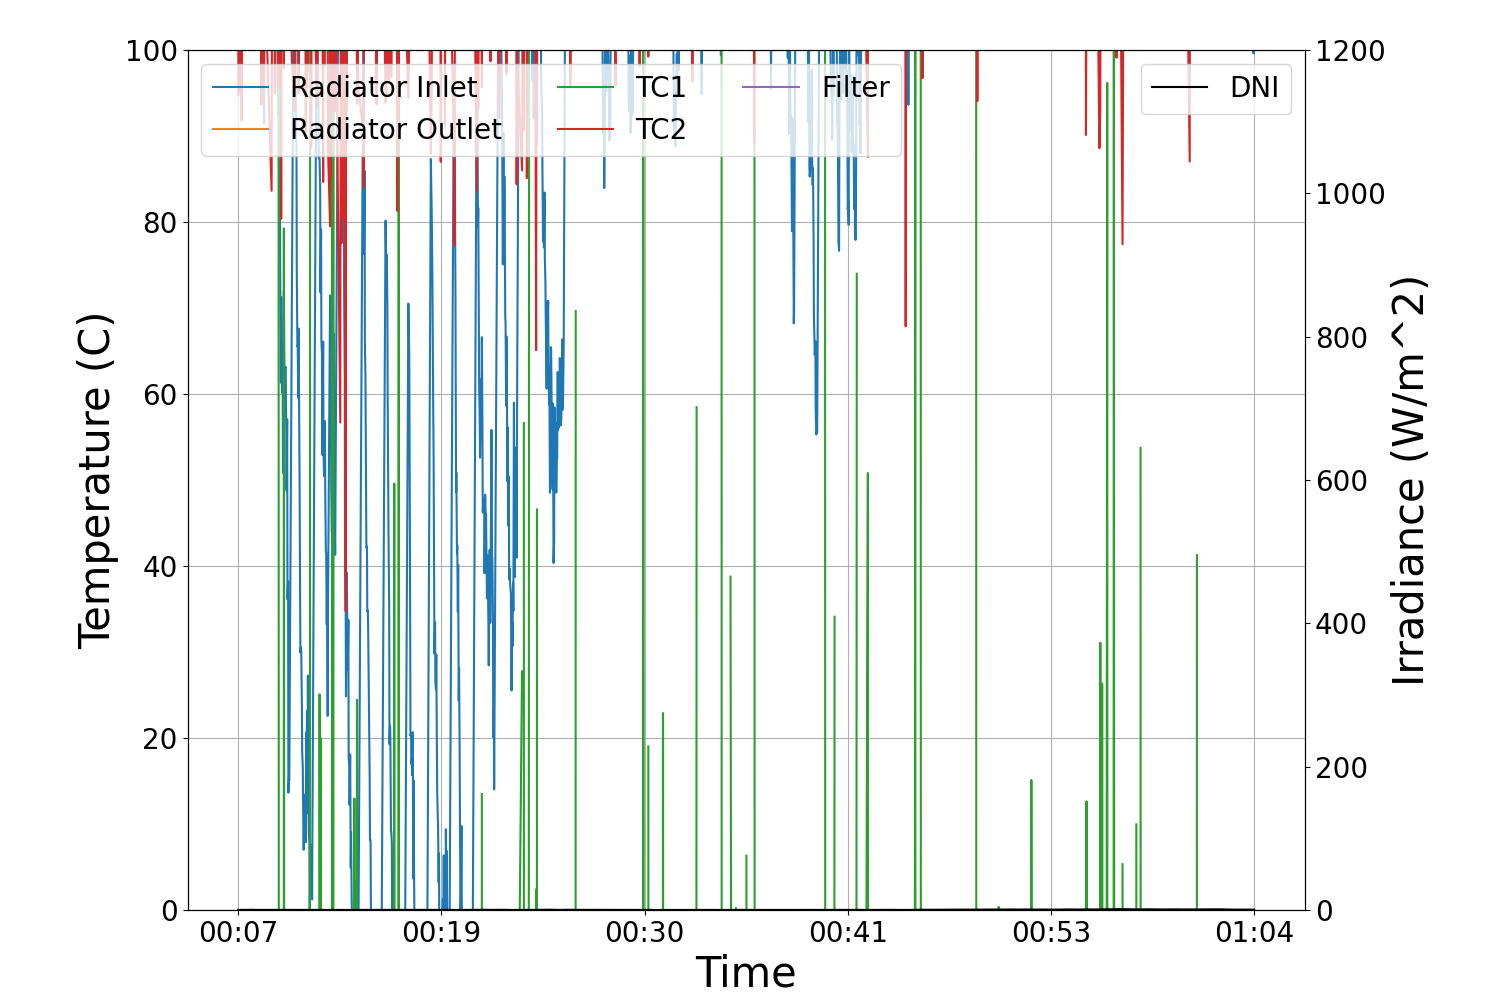 100
80
60
40
20
0
Temperature (C)
Radiator Inlet
Radiator Outlet
TC1
TC2
Filter
DNI
1200
1000
800
600
400
200
0
Irradiance (W/m^2)
00:07
00:19
00:30
00:41
00:53
01:04
Time